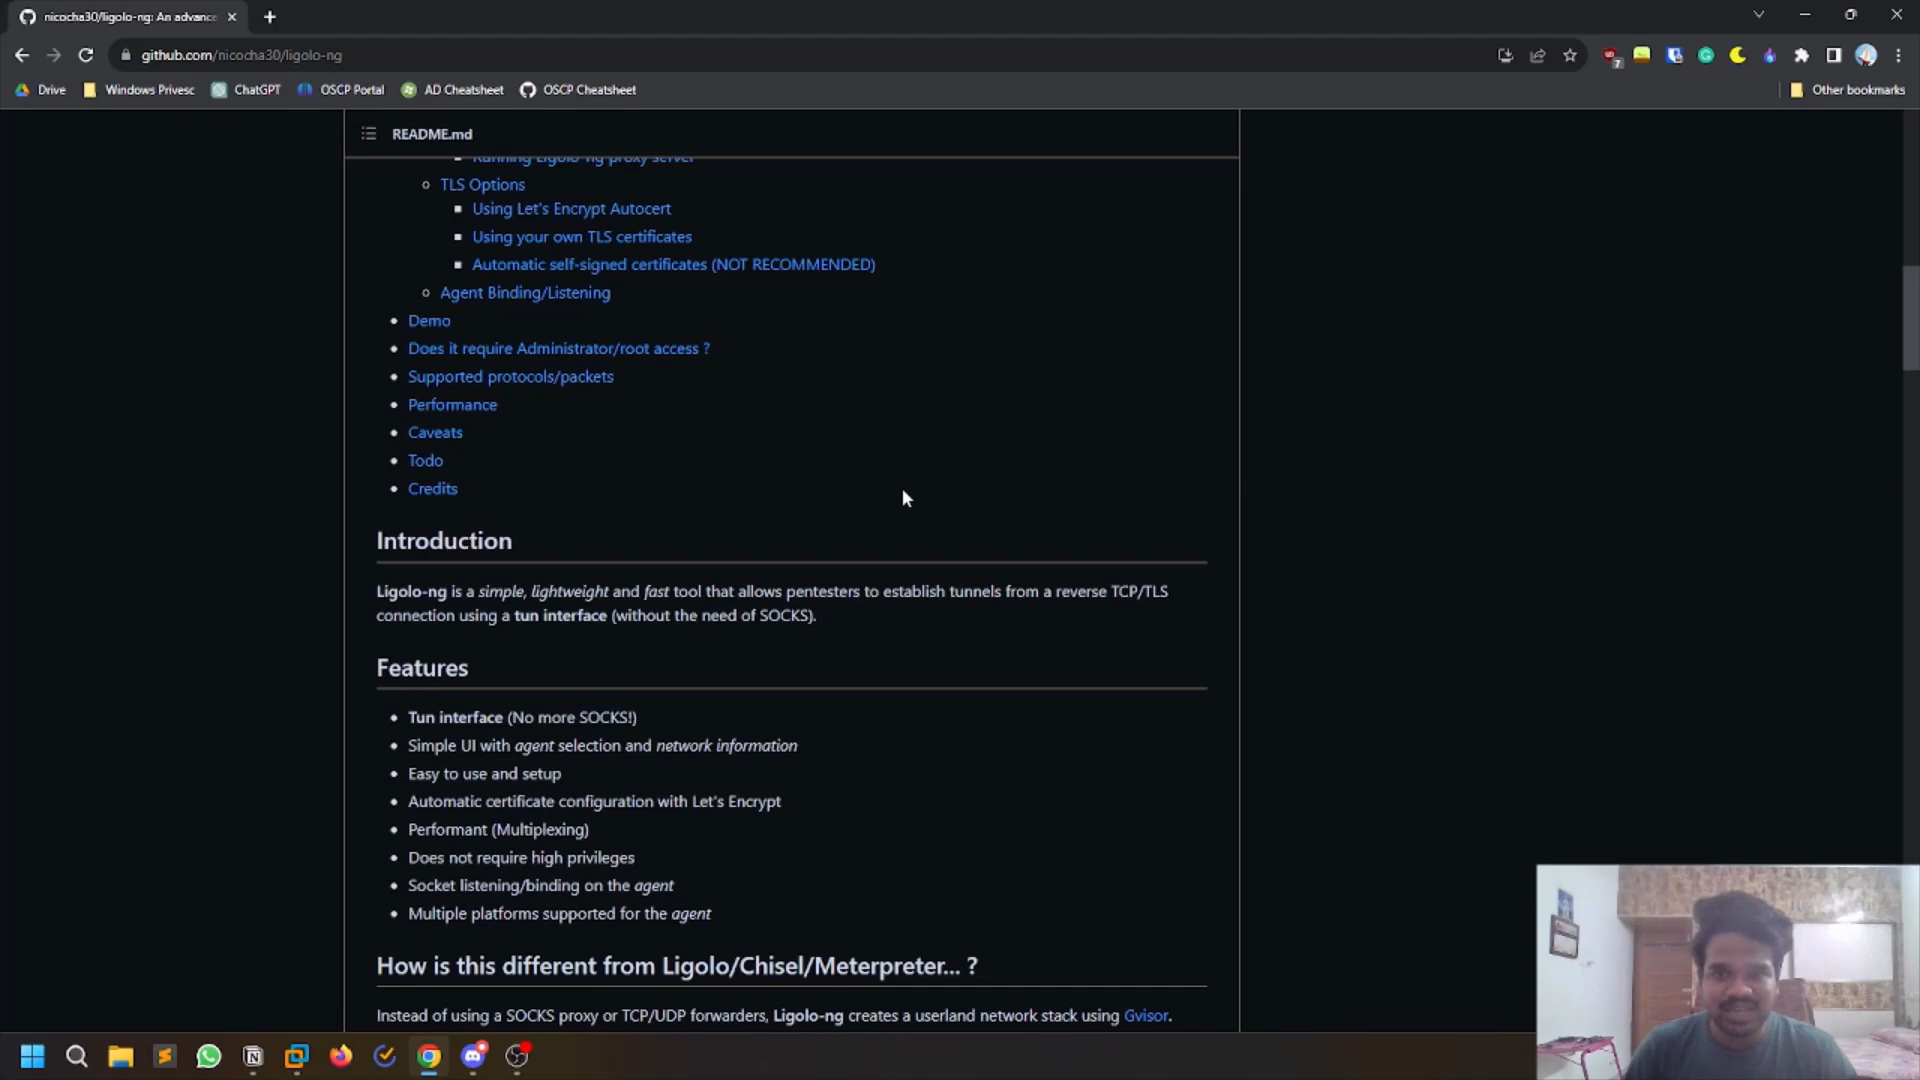 nicocha30/ligolo-ng: An advance
github.com/nicocha30/ligolo-ng
7
Drive
Windows Privesc
ChatGPT
OSCP Portal
AD Cheatsheet
OSCP Cheatsheet
Other bookmarks
README.md
Running Ligolo-ng proxy server
TLS Options
Using Let's Encrypt Autocert
Using your own TLS certificates
Automatic self-signed certificates (NOT RECOMMENDED)
Agent Binding/Listening
Demo
Does it require Administrator/root access ?
Supported protocols/packets
Performance
Caveats
Todo
Credits
Introduction
Ligolo-ng is a simple, lightweight and fast tool that allows pentesters to establish tunnels from a reverse TCP/TLS
connection using a tun interface (without the need of SOCKS).
Features
Tun interface (No more SOCKS!)
Simple UI with agent selection and network information
Easy to use and setup
Automatic certificate configuration with Let's Encrypt
Performant (Multiplexing)
Does not require high privileges
Socket listening/binding on the agent
Multiple platforms supported for the agent
How is this different from Ligolo/Chisel/Meterpreter... ?
Instead of using a SOCKS proxy or TCP/UDP forwarders, Ligolo-ng creates a userland network stack using Gvisor.